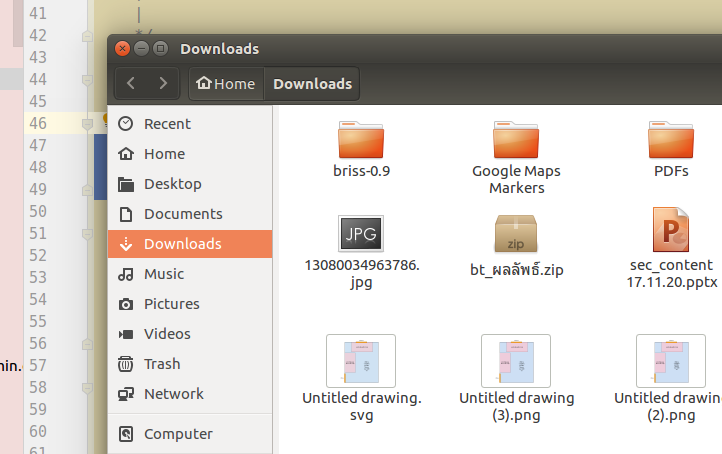 41
42
43
44
45
46
47
48
49
50
51
52
53
54
55
56
57
58
59
60
61
|
*/
min.
Downloads
Home
Downloads
Recent
Home
Desktop
Documents
Downloads
Music
Pictures
Videos
Trash
Network
Computer
briss-0.9
Google Maps
Markers
PDFs
JPG
13080034963786.
jpg
zip
bt_ผลลัพธ์.zip
P
sec_content
17.11.20.pptx
Untitled drawing.
svg
Untitled drawing
(3).png
Untitled drawing
(2).png